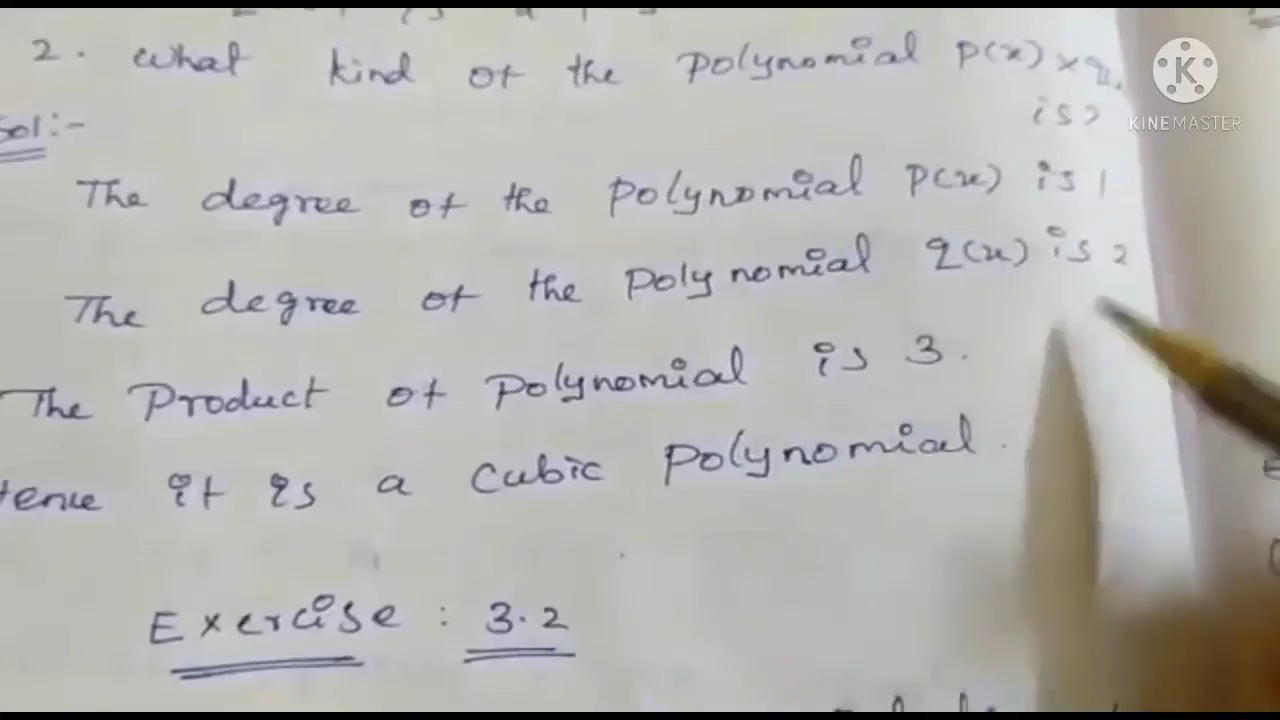 2. What kind of the Polynomial P(x) × q
is?
Sol:-
The degree of the Polynomial P(x) is 1
The degree of the Polynomial q(x) is 2
The Product of Polynomial is 3.
Hence it is a Cubic Polynomial.
Exercise : 3.2
KINEMASTER